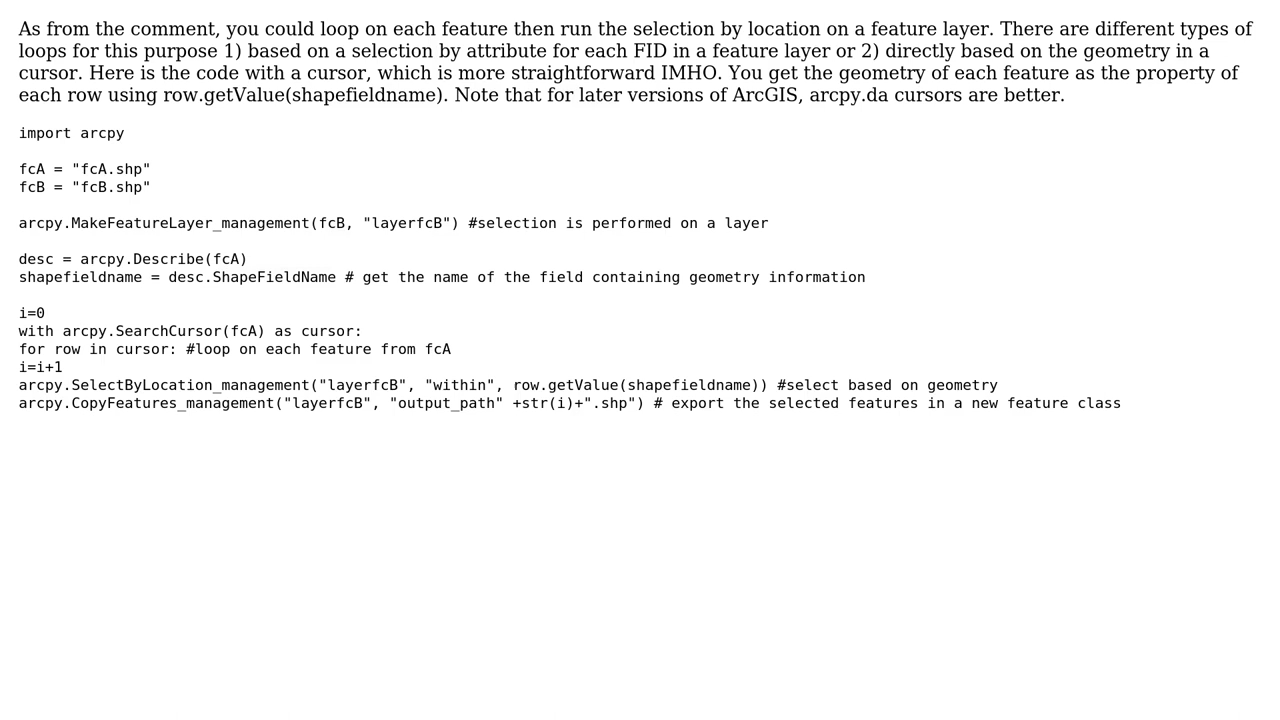 As from the comment, you could loop on each feature then run the selection by location on a feature layer. There are different types of
loops for this purpose 1) based on a selection by attribute for each FID in a feature layer or 2) directly based on the geometry in a
cursor. Here is the code with a cursor, which is more straightforward IMHO. You get the geometry of each feature as the property of
each row using row.getValue(shapefieldname). Note that for later versions of ArcGIS, arcpy.da cursors are better.
import arcpy
fcA = "fcA.shp"
fcB = "fcB.shp"
arcpy.MakeFeatureLayer_management(fcB, "layerfcB") #selection is performed on a layer
desc = arcpy.Describe(fcA)
shapefieldname = desc.ShapeFieldName # get the name of the field containing geometry information
i=0
with arcpy.SearchCursor(fcA) as cursor:
for row in cursor: #loop on each feature from fcA
i=i+1
arcpy.SelectByLocation_management("layerfcB", "within", row.getValue(shapefieldname)) #select based on geometry
arcpy.CopyFeatures_management("layerfcB", "output_path" +str(i)+".shp") # export the selected features in a new feature class